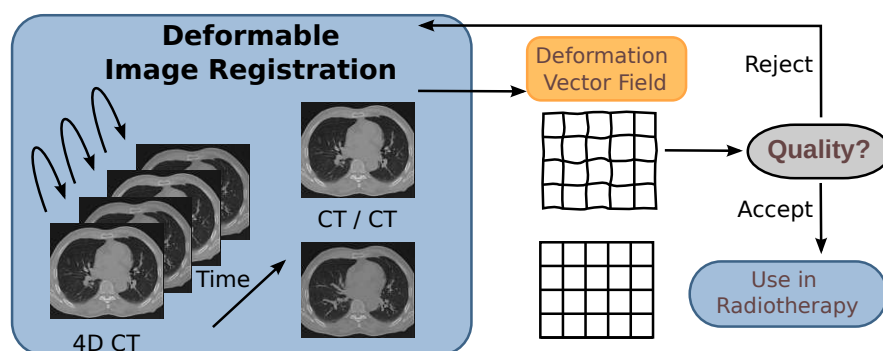 Deformable
Image Registration
Time
4D CT
CT / CT
Deformation
Vector Field
Reject
Quality?
Accept
Use in
Radiotherapy